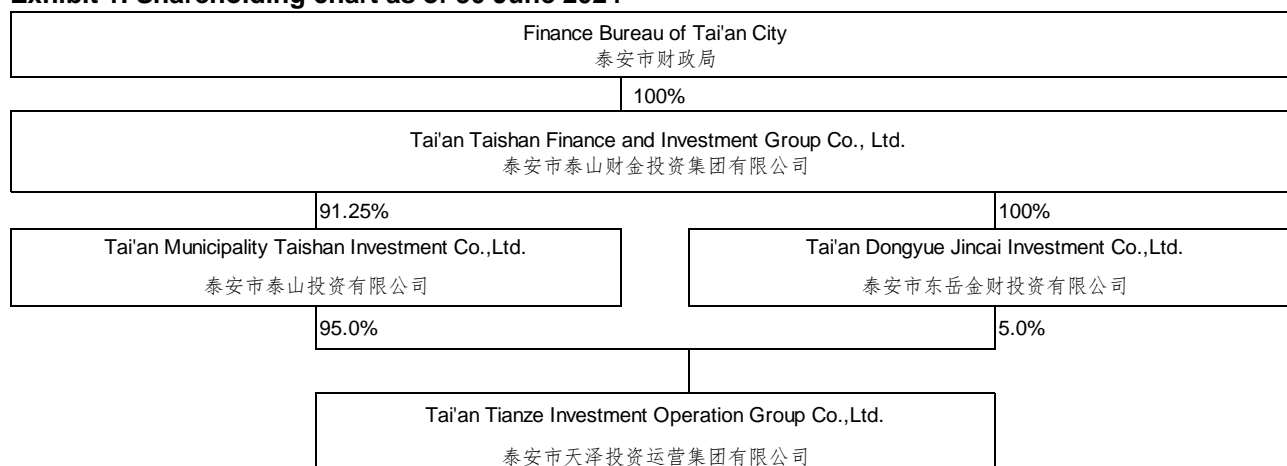 Exhibit 1: Shareholding chart as of 30 June 2024
Finance Bureau of Tai'an City
泰安市财政局
100%
Tai'an Taishan Finance and Investment Group Co., Ltd.
泰安市泰山财金投资集团有限公司
91.25%
100%
Tai'an Municipality Taishan Investment Co.,Ltd.
泰安市泰山投资有限公司
Tai'an Dongyue Jincai Investment Co.,Ltd.
泰安市东岳金财投资有限公司
95.0%
5.0%
Tai'an Tianze Investment Operation Group Co.,Ltd.
泰安市天泽投资运营集团有限公司